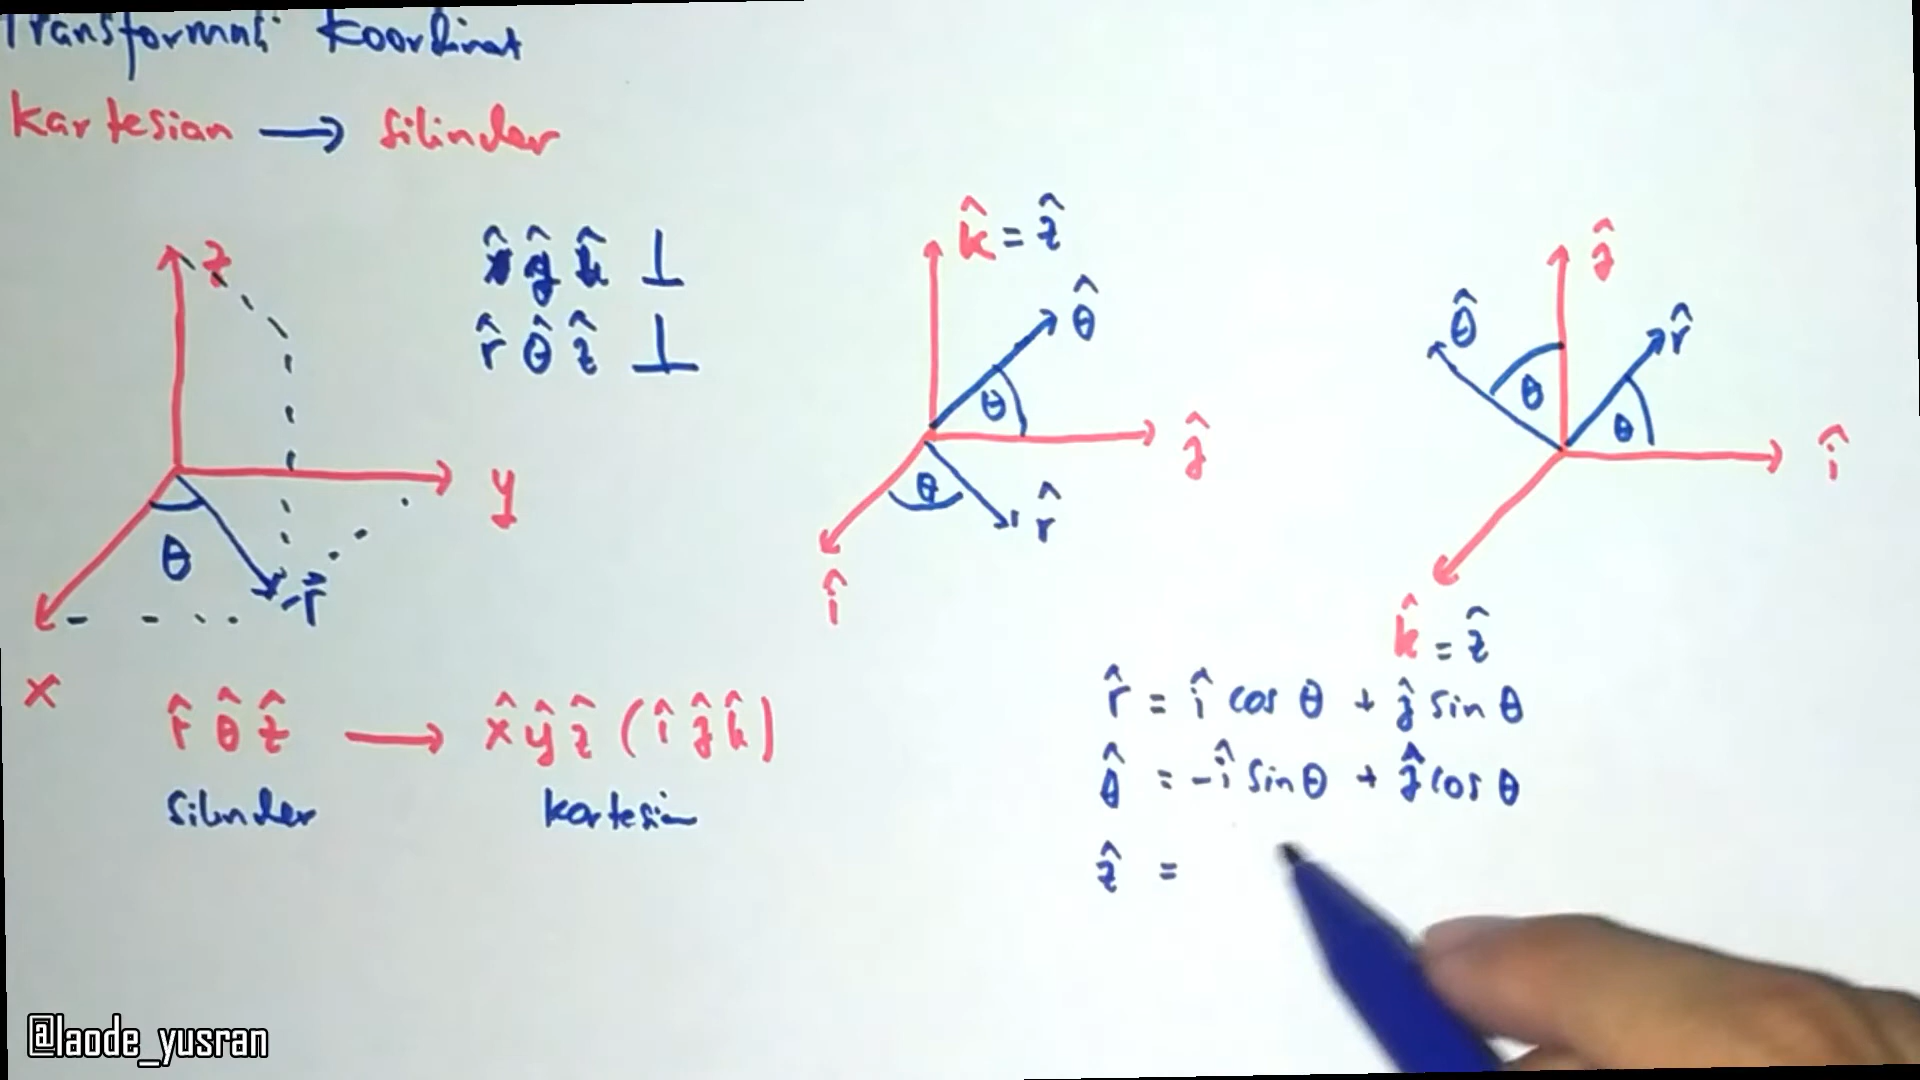 Transformasi Koordinat
Kartesian → Silinder
z
y
x
θ
r⃗
x̂ ŷ k̂ ⊥
r̂ θ̂ ẑ ⊥
r̂ θ̂ ẑ → x̂ ŷ ẑ (î ĵ k̂)
Silinder kartesian
k̂ = ẑ
θ̂
θ
ĵ
θ
r̂
î
ĵ
θ̂
r̂
θ
θ
î
k̂ = ẑ
r̂ = î cos θ + ĵ sin θ
θ̂ = -î sin θ + ĵ cos θ
ẑ =
@laode_yusran